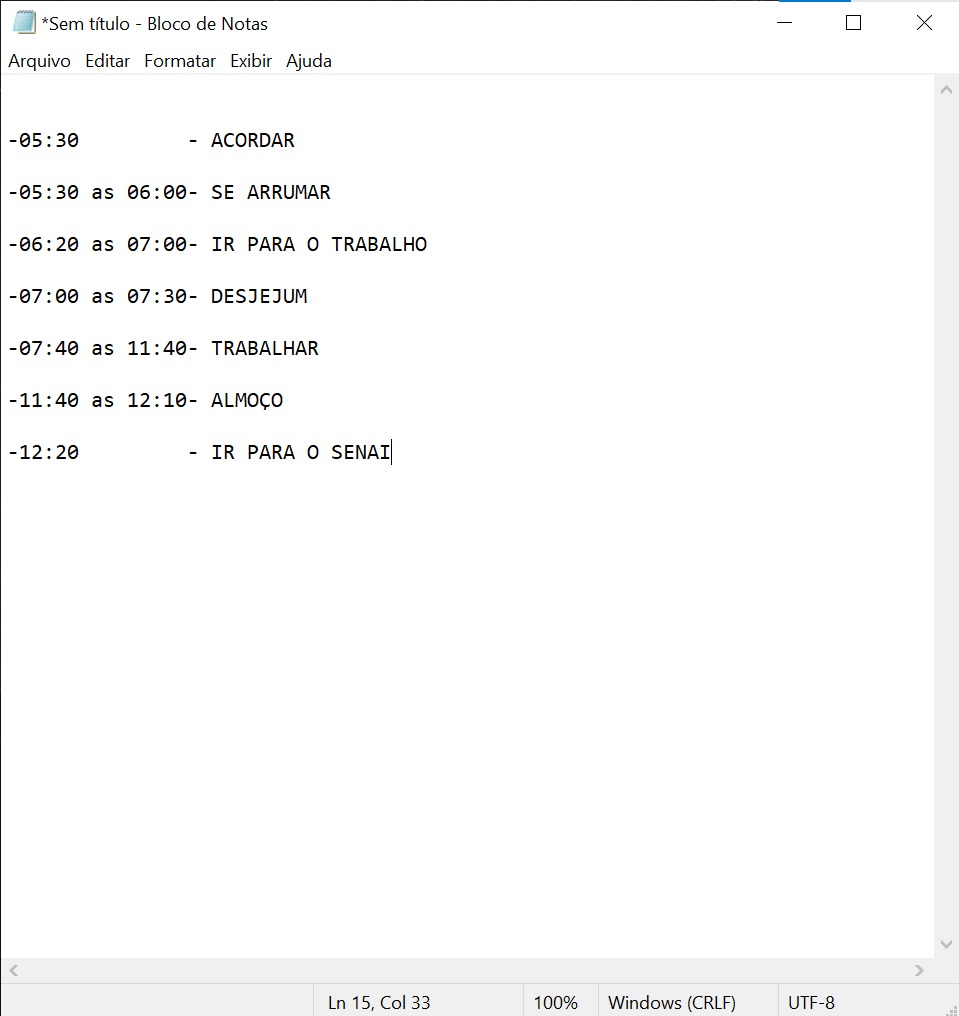 *Sem título - Bloco de Notas
Arquivo Editar Formatar Exibir Ajuda
-05:30         - ACORDAR
-05:30 as 06:00- SE ARRUMAR
-06:20 as 07:00- IR PARA O TRABALHO
-07:00 as 07:30- DESJEJUM
-07:40 as 11:40- TRABALHAR
-11:40 as 12:10- ALMOÇO
-12:20         - IR PARA O SENAI
Ln 15, Col 33 100% Windows (CRLF) UTF-8